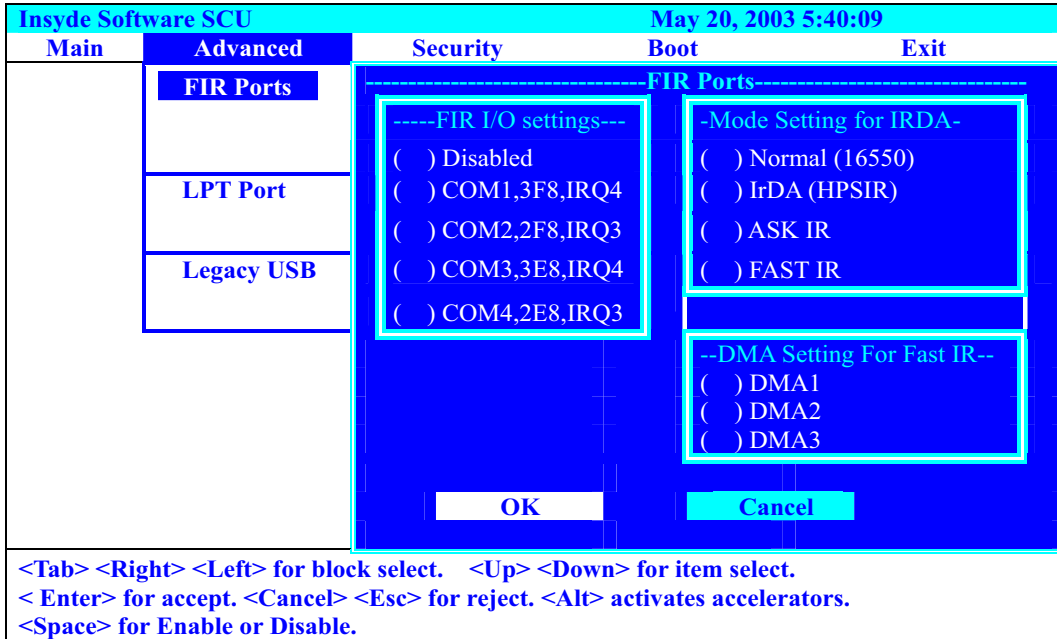 Insyde Software SCU May 20, 2003 5:40:09
Main Advanced Security Boot Exit
FIR Ports
LPT Port
Legacy USB
--------------------------------FIR Ports-------------------------------
-----FIR I/O settings---
( ) Disabled
( ) COM1,3F8,IRQ4
( ) COM2,2F8,IRQ3
( ) COM3,3E8,IRQ4
( ) COM4,2E8,IRQ3
-Mode Setting for IRDA-
( ) Normal (16550)
( ) IrDA (HPSIR)
( ) ASK IR
( ) FAST IR
--DMA Setting For Fast IR--
( ) DMA1
( ) DMA2
( ) DMA3
OK Cancel
<Tab> <Right> <Left> for block select. <Up> <Down> for item select.
< Enter> for accept. <Cancel> <Esc> for reject. <Alt> activates accelerators.
<Space> for Enable or Disable.